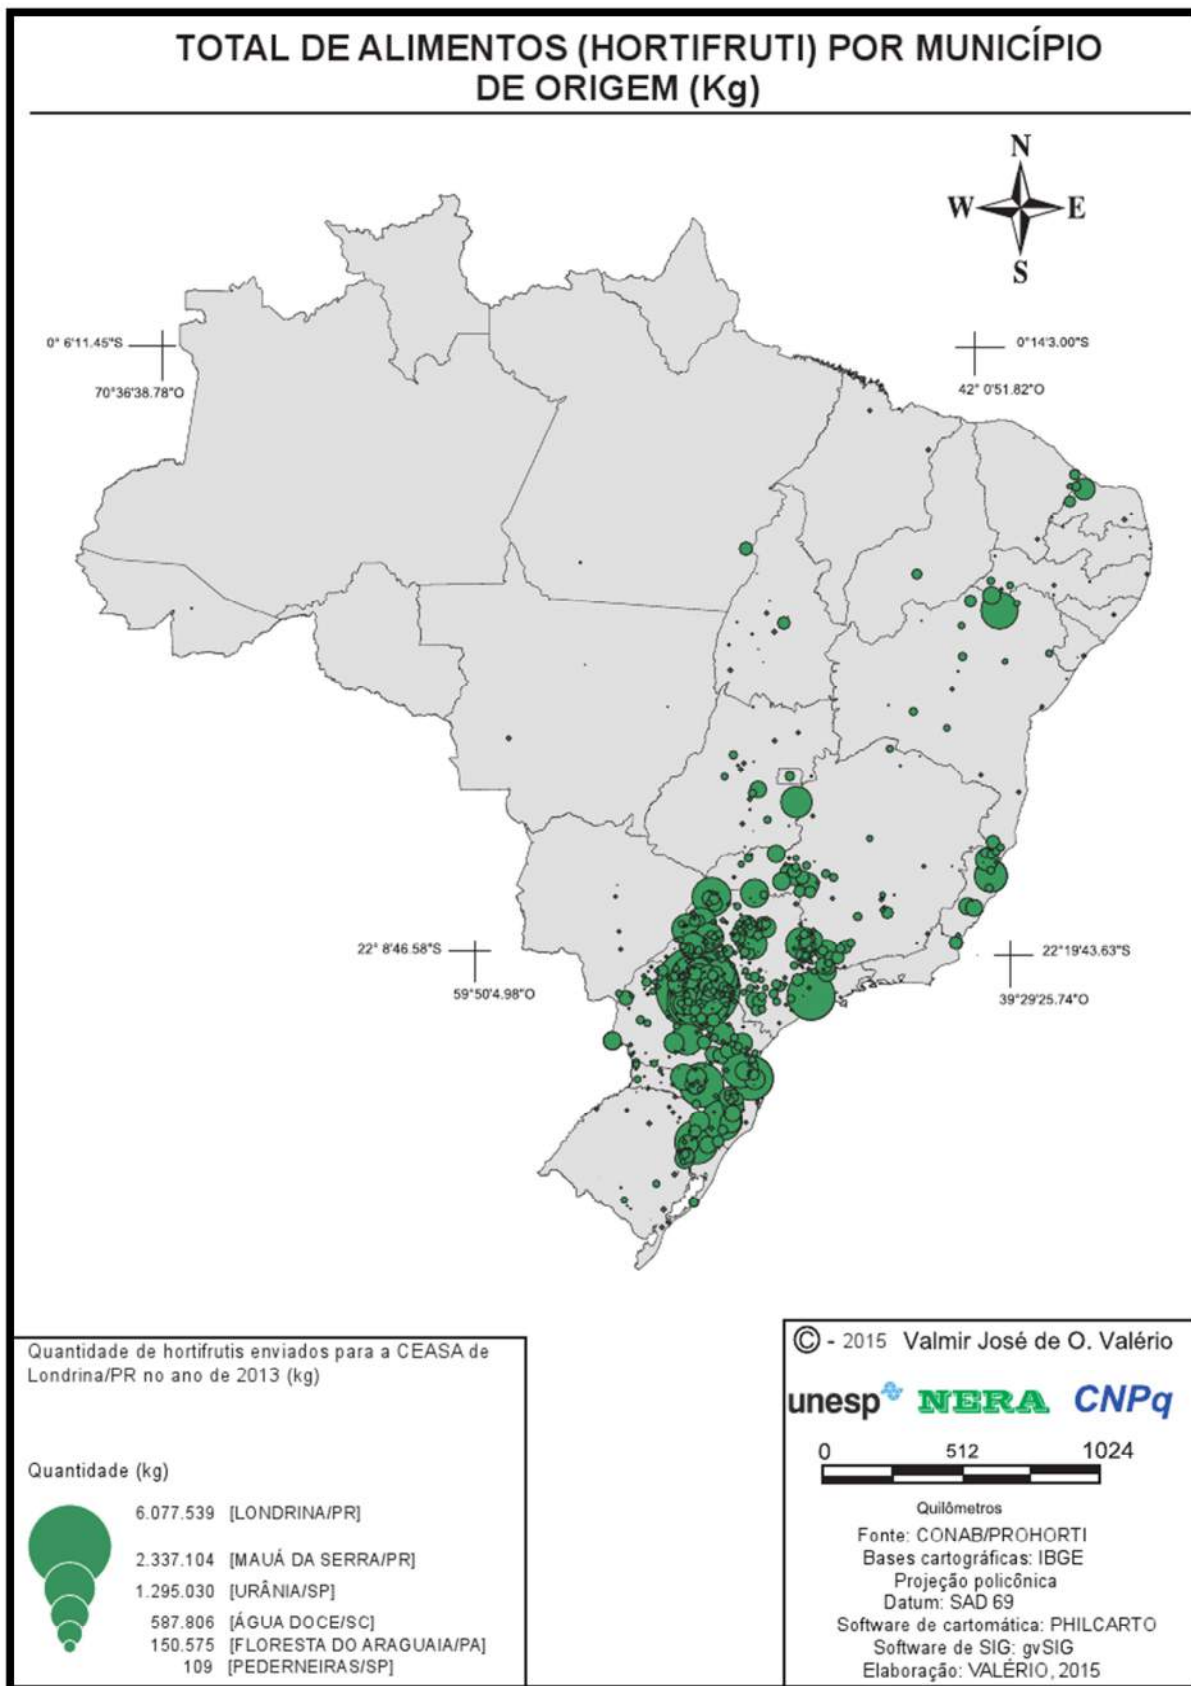 TOTAL DE ALIMENTOS (HORTIFRUTI) POR MUNICÍPIO
DE ORIGEM (Kg)
N
W E
S
0° 6'11.45"S
70°36'38.78"O
0°14'3.00"S
42° 0'51.82"O
22° 8'46.58"S
59°50'4.98"O
22°19'43.63"S
39°29'25.74"O
Quantidade de hortifrutis enviados para a CEASA de
Londrina/PR no ano de 2013 (kg)
Quantidade (kg)
6.077.539 [LONDRINA/PR]
2.337.104 [MAUÁ DA SERRA/PR]
1.295.030 [URÂNIA/SP]
587.806 [ÁGUA DOCE/SC]
150.575 [FLORESTA DO ARAGUAIA/PA]
109 [PEDERNEIRAS/SP]
© - 2015 Valmir José de O. Valério
unesp NERA CNPq
0 512 1024
Quilômetros
Fonte: CONAB/PROHORTI
Bases cartográficas: IBGE
Projeção policônica
Datum: SAD 69
Software de cartomática: PHILCARTO
Software de SIG: gvSIG
Elaboração: VALÉRIO, 2015